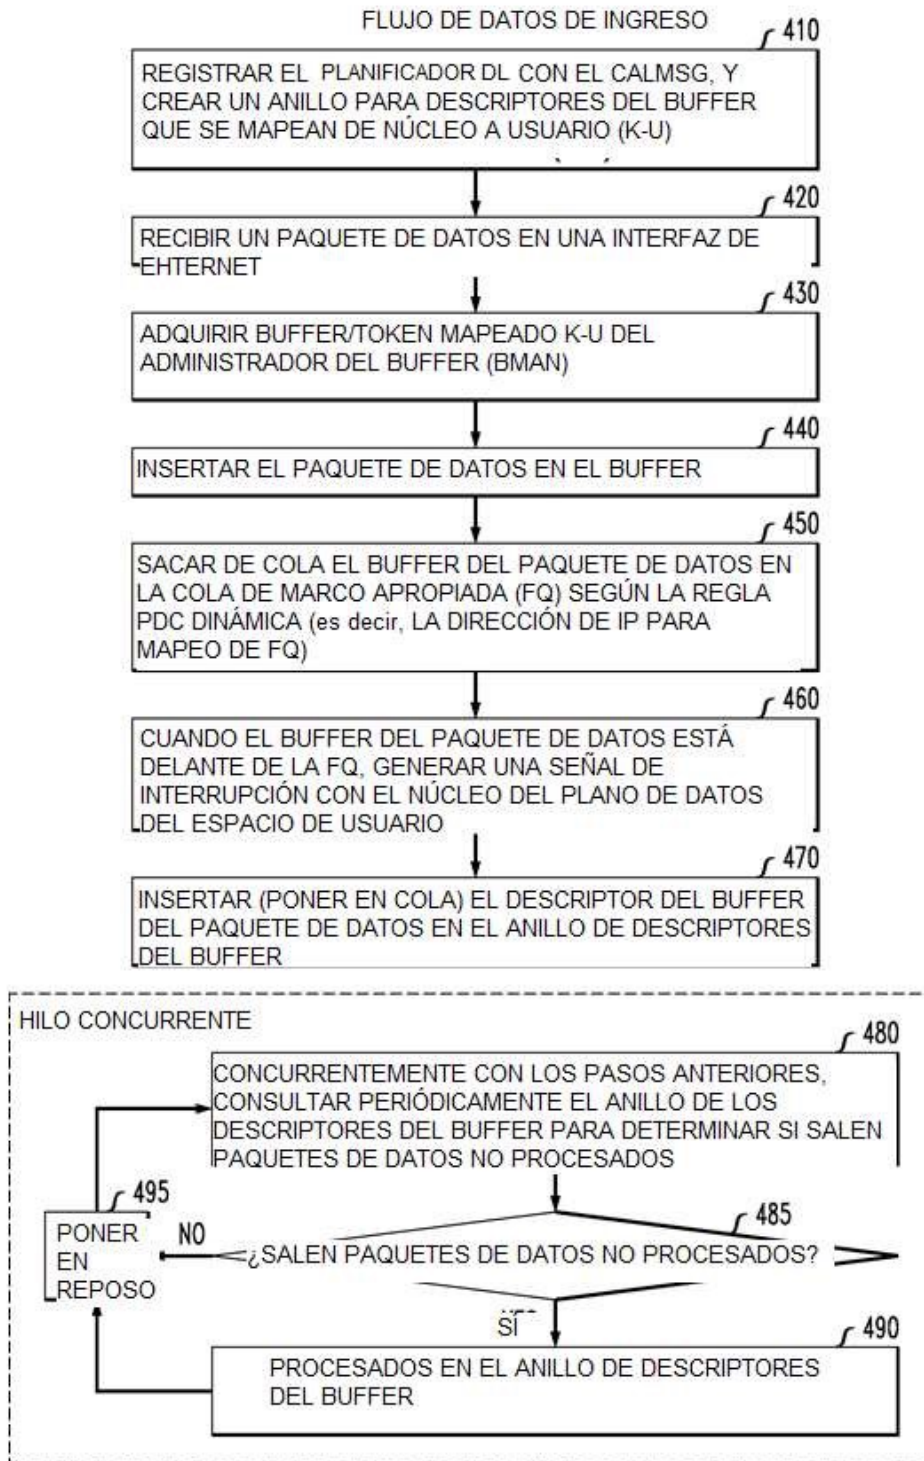 FLUJO DE DATOS DE INGRESO
410
REGISTRAR EL PLANIFICADOR DL CON EL CALMSG, Y
CREAR UN ANILLO PARA DESCRIPTORES DEL BUFFER
QUE SE MAPEAN DE NÚCLEO A USUARIO (K-U)
420
RECIBIR UN PAQUETE DE DATOS EN UNA INTERFAZ DE
EHTERNET
430
ADQUIRIR BUFFER/TOKEN MAPEADO K-U DEL
ADMINISTRADOR DEL BUFFER (BMAN)
440
INSERTAR EL PAQUETE DE DATOS EN EL BUFFER
450
SACAR DE COLA EL BUFFER DEL PAQUETE DE DATOS EN
LA COLA DE MARCO APROPIADA (FQ) SEGÚN LA REGLA
PDC DINÁMICA (es decir, LA DIRECCIÓN DE IP PARA
MAPEO DE FQ)
460
CUANDO EL BUFFER DEL PAQUETE DE DATOS ESTÁ
DELANTE DE LA FQ, GENERAR UNA SEÑAL DE
INTERRUPCIÓN CON EL NÚCLEO DEL PLANO DE DATOS
DEL ESPACIO DE USUARIO
470
INSERTAR (PONER EN COLA) EL DESCRIPTOR DEL BUFFER
DEL PAQUETE DE DATOS EN EL ANILLO DE DESCRIPTORES
DEL BUFFER
HILO CONCURRENTE
480
CONCURRENTEMENTE CON LOS PASOS ANTERIORES,
CONSULTAR PERIÓDICAMENTE EL ANILLO DE LOS
DESCRIPTORES DEL BUFFER PARA DETERMINAR SI SALEN
PAQUETES DE DATOS NO PROCESADOS
495
PONER
EN
REPOSO
NO
485
¿SALEN PAQUETES DE DATOS NO PROCESADOS?
SÍ
490
PROCESADOS EN EL ANILLO DE DESCRIPTORES
DEL BUFFER